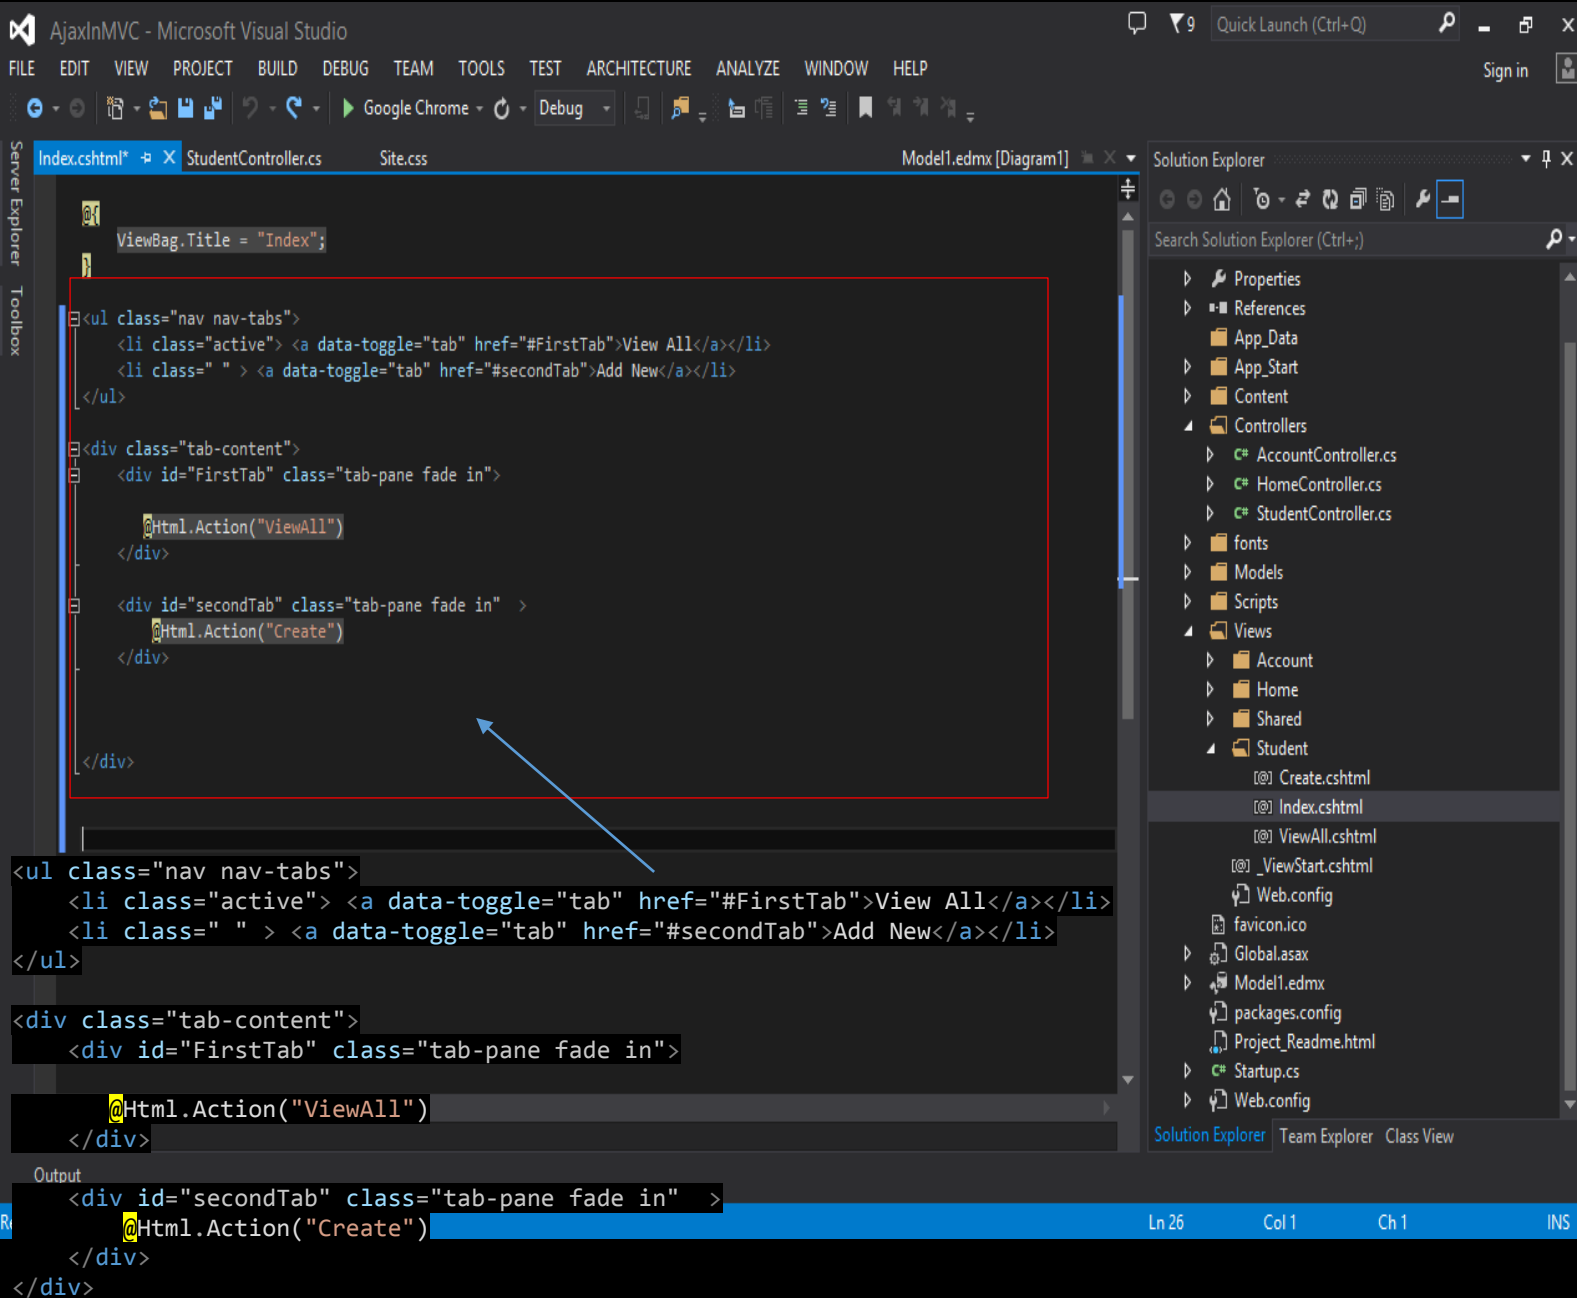 AjaxInMVC - Microsoft Visual Studio
9
Quick Launch (Ctrl+Q)
FILE EDIT VIEW PROJECT BUILD DEBUG TEAM TOOLS TEST ARCHITECTURE ANALYZE WINDOW HELP
Sign in
Google Chrome
Debug
Server Explorer
Toolbox
Index.cshtml*
StudentController.cs
Site.css
Model1.edmx [Diagram1]
@{
ViewBag.Title = "Index";
}
<ul class="nav nav-tabs">
<li class="active"> <a data-toggle="tab" href="#FirstTab">View All</a></li>
<li class=" " > <a data-toggle="tab" href="#secondTab">Add New</a></li>
</ul>
<div class="tab-content">
<div id="FirstTab" class="tab-pane fade in">
@Html.Action("ViewAll")
</div>
<div id="secondTab" class="tab-pane fade in"  >
@Html.Action("Create")
</div>
</div>
<ul class="nav nav-tabs">
<li class="active"> <a data-toggle="tab" href="#FirstTab">View All</a></li>
<li class=" " > <a data-toggle="tab" href="#secondTab">Add New</a></li>
</ul>
<div class="tab-content">
<div id="FirstTab" class="tab-pane fade in">
@Html.Action("ViewAll")
</div>
Output
<div id="secondTab" class="tab-pane fade in"  >
@Html.Action("Create")
</div>
</div>
Solution Explorer
Search Solution Explorer (Ctrl+;)
Properties
References
App_Data
App_Start
Content
Controllers
C# AccountController.cs
C# HomeController.cs
C# StudentController.cs
fonts
Models
Scripts
Views
Account
Home
Shared
Student
[@] Create.cshtml
[@] Index.cshtml
[@] ViewAll.cshtml
[@] _ViewStart.cshtml
Web.config
favicon.ico
Global.asax
Model1.edmx
packages.config
Project_Readme.html
C# Startup.cs
Web.config
Solution Explorer Team Explorer Class View
Ln 26 Col 1 Ch 1 INS